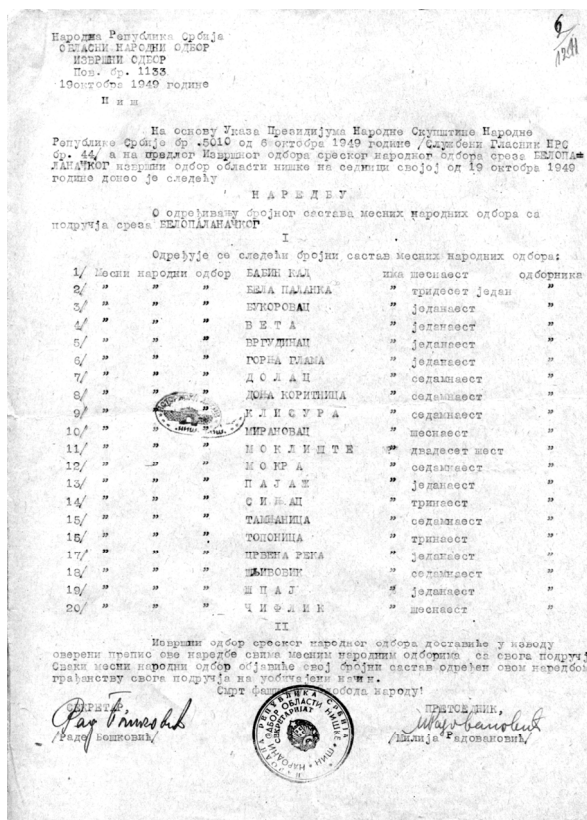 6/1241
Народна Република Србија
ОБЛАСНИ НАРОДНИ ОДБОР
ИЗВРШНИ ОДБОР
Пов. бр. 1133
19октобра 1949 године
Н и ш
На основу Указа Президијума Народне Скупштине Народне
Републике Србије бр .5010 од 6 октобра 1949 године /Службени Гласник НРС
бр. 44/ а на предлог Извршног одбора среског народног одбора среза БЕЛОПА-
ЛАНАЧКОГ извршни одбор области нишке на седници својој од 19 октобра 1949
године донео је следећу
Н А Р Е Д Б У
О одређивању бројног састава месних народних одбора са
подручја среза БЕЛОПАЛАНАЧКОГ
I
Одређује се следећи бројни састав месних народних одбора:
1/ Месни народни одбор БАБИН КАЛ има шеснаест одборника
2/ " " " БЕЛА ПАЛАНКА " тридесет један "
3/ " " " БУКОРОВАЦ " једанаест "
4/ " " " В Е Т А " једанаест "
5/ " " " ВРГУДИНАЦ " једанаест "
6/ " " " ГОРЊА ГЛАМА " једанаест "
7/ " " " Д О Л А Ц " седамнаест "
8/ " " " ДОЊА КОРИТНИЦА " седамнаест "
9/ " " " К Л И С У Р А " седамнаест "
10/ " " " МИРАНОВАЦ " шеснаест "
11/ " " " М О К Л И Ш Т Е " двадесет шест "
12/ " " " М О К Р А " седамнаест "
13/ " " " П А Ј А Ж " једанаест "
14/ " " " С И Њ АЦ " тринаест "
15/ " " " ТАМЊАНИЦА " седамнаест "
16/ " " " ТОПОНИЦА " тринаест "
17/ " " " ЦРВЕНА РЕКА " једанаест "
18/ " " " ШЉИВОВИК " седамнаест "
19/ " " " Ш П А Ј " једанаест "
20/ " " " Ч И Ф Л И К " шеснаест "
II
Извршни одбор среског народног одбора доставиће у изводу
оверени препис ове наредбе свима месним народним одборима са свога подручј
Сваки месни народни одбор објавиће свој бројни састав одређен овом наредбом
грађанству свога подручја на уобичајени начин.
Смрт фашизму слобода народу!
СЕКРЕТАР, ПРЕТСЕДНИК,
/Раде Бошковић/ /Милија Радовановић/